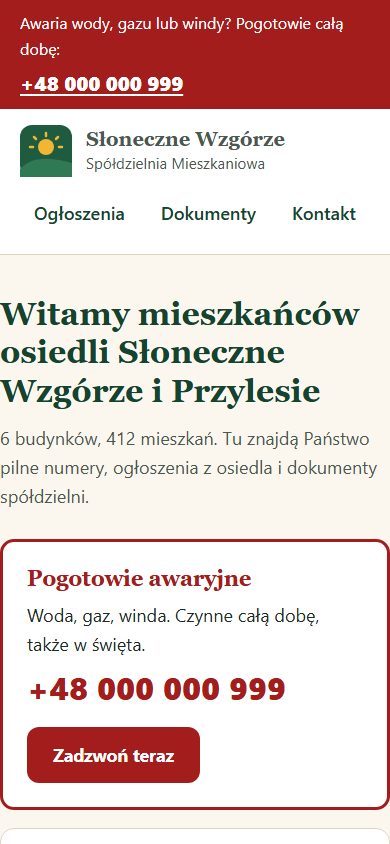 Awaria wody, gazu lub windy? Pogotowie całą
dobę:
+48 000 000 999
Słoneczne Wzgórze
Spółdzielnia Mieszkaniowa
Ogłoszenia Dokumenty Kontakt
Witamy mieszkańców
osiedli Słoneczne
Wzgórze i Przylesie
6 budynków, 412 mieszkań. Tu znajdą Państwo
pilne numery, ogłoszenia z osiedla i dokumenty
spółdzielni.
Pogotowie awaryjne
Woda, gaz, winda. Czynne całą dobę,
także w święta.
+48 000 000 999
Zadzwoń teraz